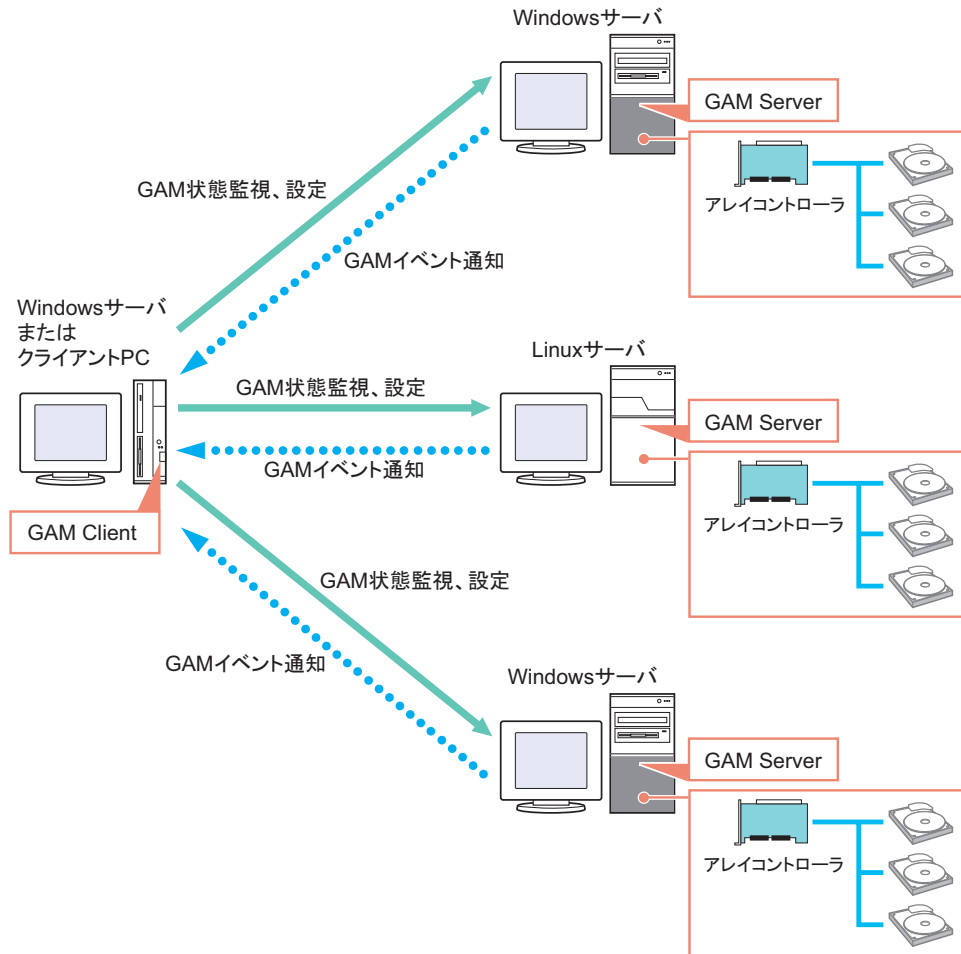 Windowsサーバ
GAM Server
アレイコントローラ
GAM状態監視、設定
GAMイベント通知
Windowsサーバ
または
クライアントPC
GAM Client
Linuxサーバ
GAM状態監視、設定
GAM Server
GAMイベント通知
アレイコントローラ
GAM状態監視、設定
GAMイベント通知
Windowsサーバ
GAM Server
アレイコントローラ